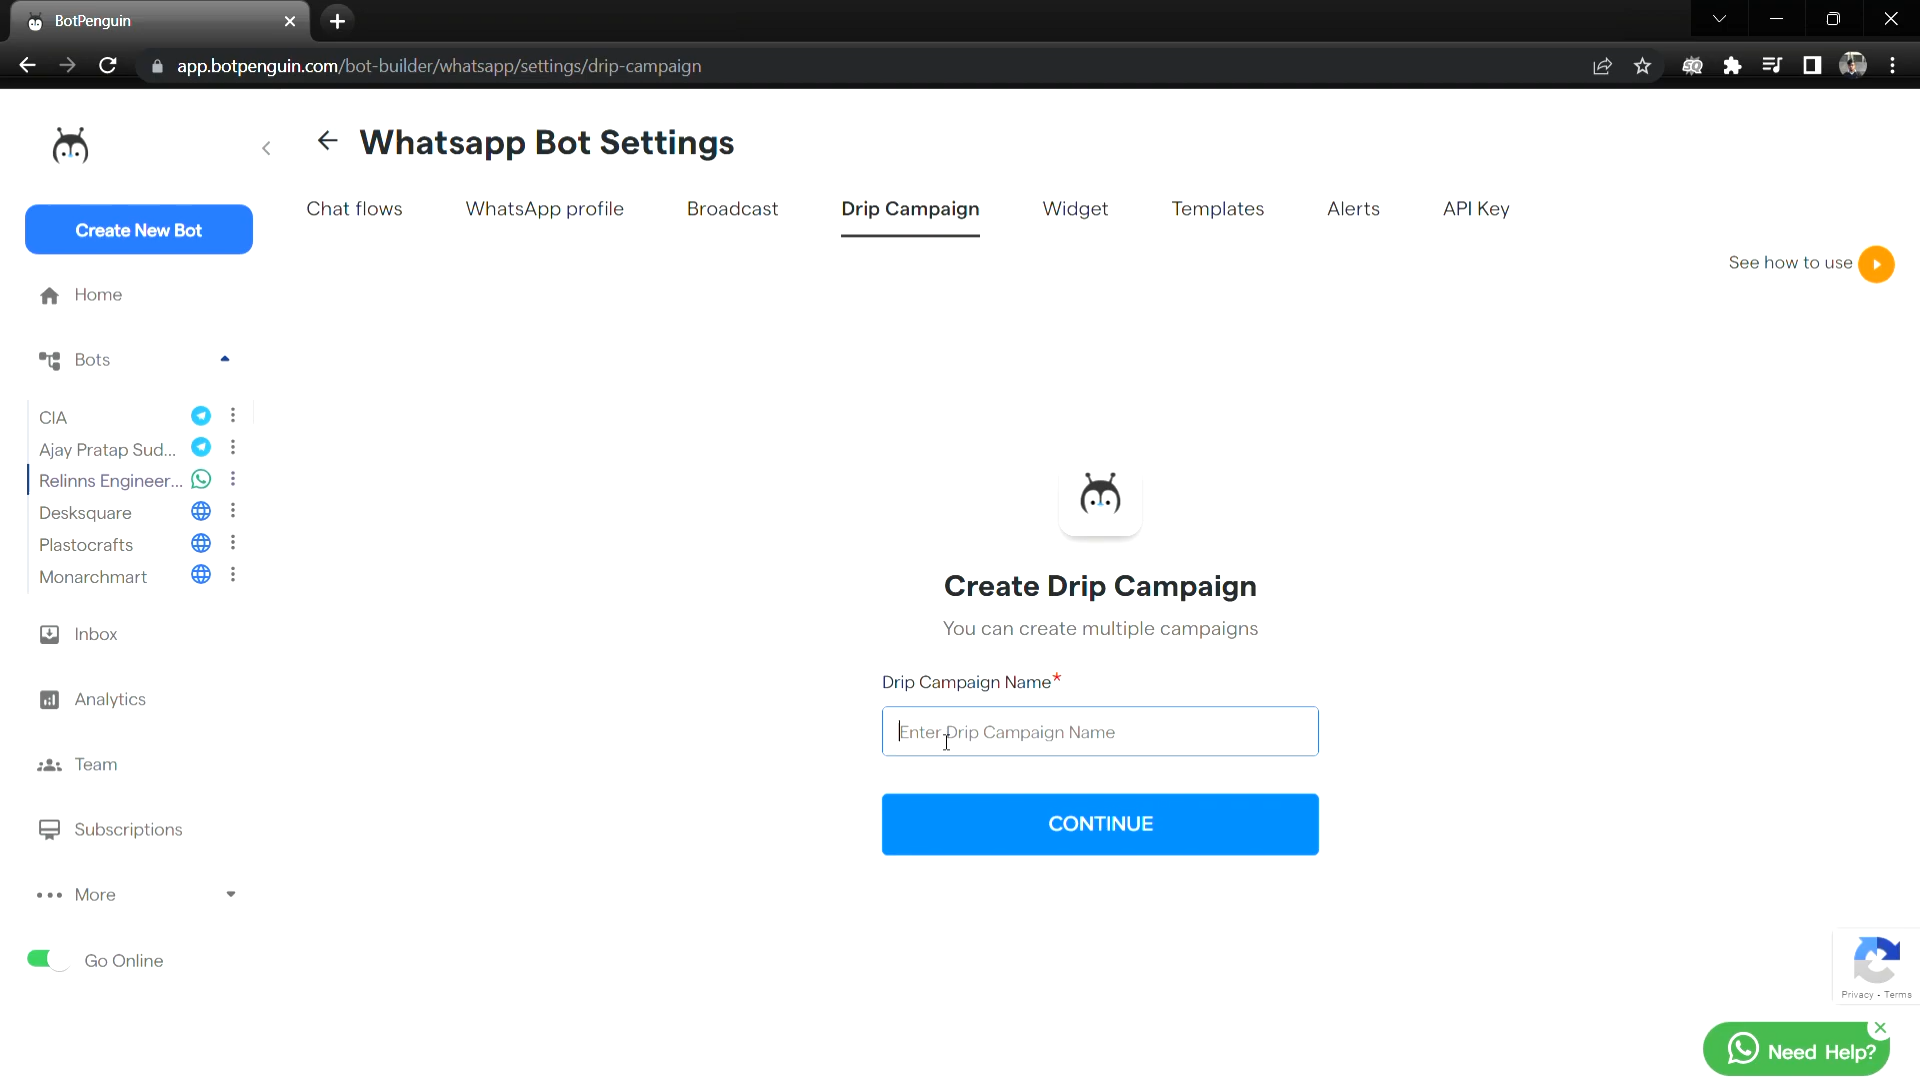 BotPenguin
app.botpenguin.com/bot-builder/whatsapp/settings/drip-campaign
Whatsapp Bot Settings
Create New Bot
Chat flows
WhatsApp profile
Broadcast
Drip Campaign
Widget
Templates
Alerts
API Key
See how to use
Home
Bots
CIA
Ajay Pratap Sud...
Relinns Engineer...
Desksquare
Plastocrafts
Monarchmart
Inbox
Analytics
Team
Subscriptions
More
Go Online
Create Drip Campaign
You can create multiple campaigns
Drip Campaign Name*
Enter Drip Campaign Name
CONTINUE
Privacy - Terms
Need Help?